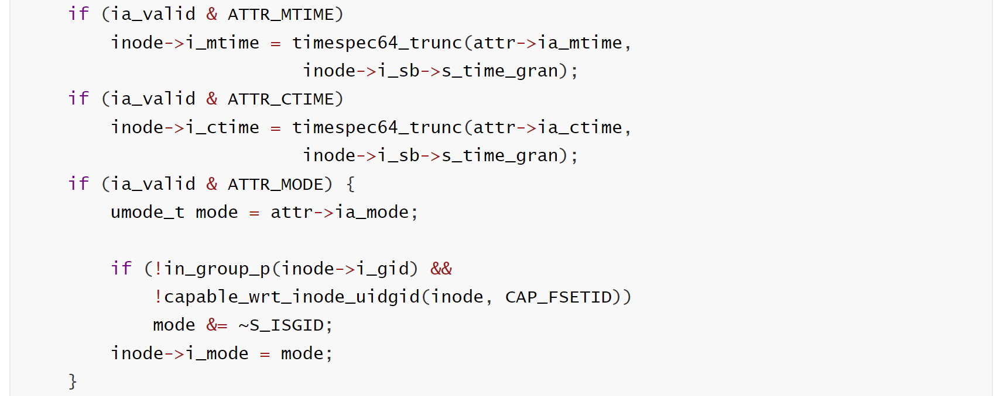 if (ia_valid & ATTR_MTIME)
    inode->i_mtime = timespec64_trunc(attr->ia_mtime,
                      inode->i_sb->s_time_gran);
if (ia_valid & ATTR_CTIME)
    inode->i_ctime = timespec64_trunc(attr->ia_ctime,
                      inode->i_sb->s_time_gran);
if (ia_valid & ATTR_MODE) {
    umode_t mode = attr->ia_mode;

    if (!in_group_p(inode->i_gid) &&
        !capable_wrt_inode_uidgid(inode, CAP_FSETID))
        mode &= ~S_ISGID;
    inode->i_mode = mode;
}